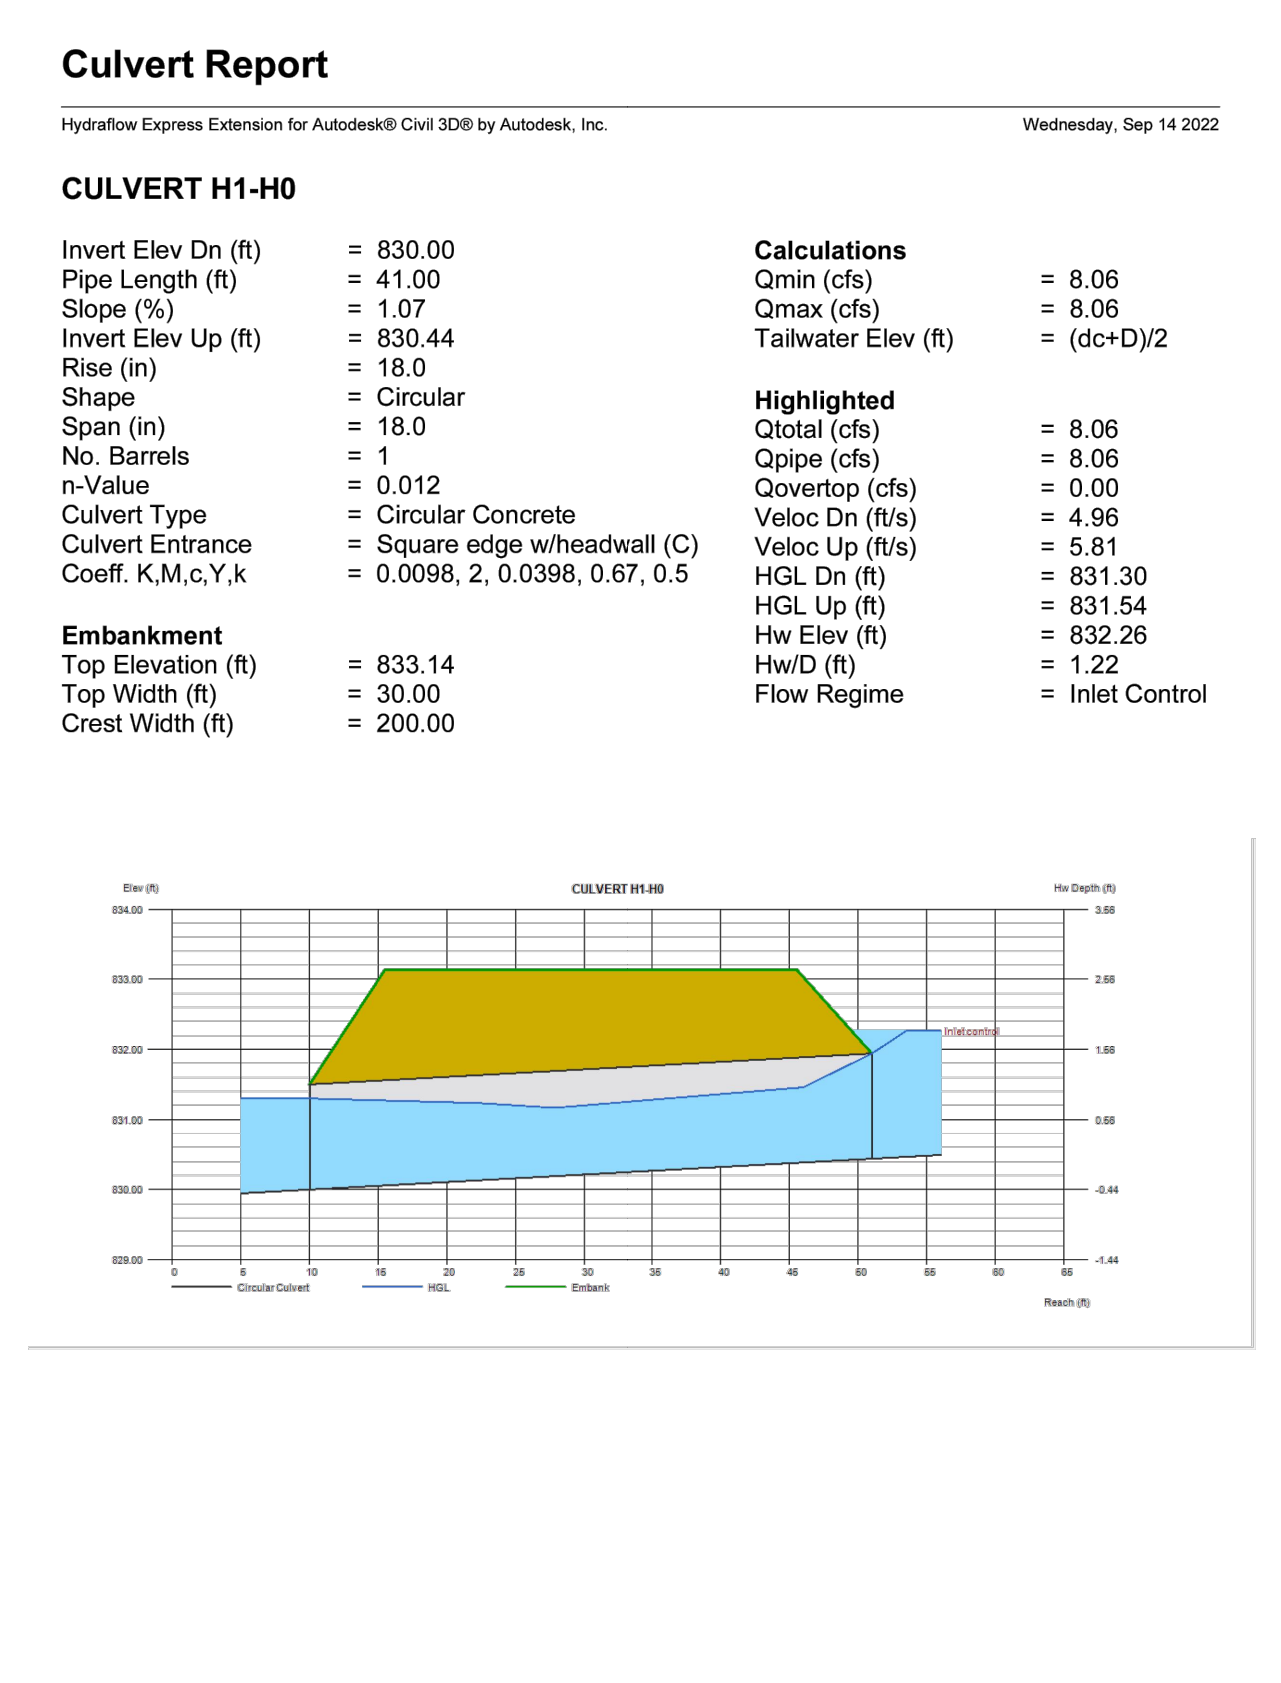 Culvert Report
Hydraflow Express Extension for Autodesk® Civil 3D® by Autodesk, Inc.
Wednesday, Sep 14 2022
CULVERT H1-H0
Invert Elev Dn (ft) = 830.00
Pipe Length (ft) = 41.00
Slope (%) = 1.07
Invert Elev Up (ft) = 830.44
Rise (in) = 18.0
Shape = Circular
Span (in) = 18.0
No. Barrels = 1
n-Value = 0.012
Culvert Type = Circular Concrete
Culvert Entrance = Square edge w/headwall (C)
Coeff. K,M,c,Y,k = 0.0098, 2, 0.0398, 0.67, 0.5
Embankment
Top Elevation (ft) = 833.14
Top Width (ft) = 30.00
Crest Width (ft) = 200.00
Calculations
Qmin (cfs) = 8.06
Qmax (cfs) = 8.06
Tailwater Elev (ft) = (dc+D)/2
Highlighted
Qtotal (cfs) = 8.06
Qpipe (cfs) = 8.06
Qovertop (cfs) = 0.00
Veloc Dn (ft/s) = 4.96
Veloc Up (ft/s) = 5.81
HGL Dn (ft) = 831.30
HGL Up (ft) = 831.54
Hw Elev (ft) = 832.26
Hw/D (ft) = 1.22
Flow Regime = Inlet Control
Elev (ft)
CULVERT H1-H0
Hw Depth (ft)
834.00 3.56
833.00 2.56
832.00 1.56
831.00 0.56
830.00 -0.44
829.00 -1.44
Inlet control
0 5 10 15 20 25 30 35 40 45 50 55 60 65
Circular Culvert HGL Embank
Reach (ft)